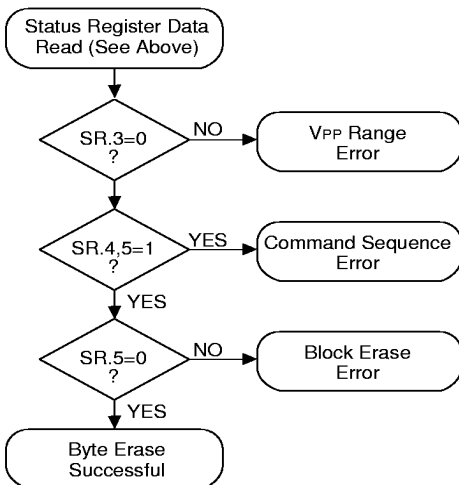 Status Register Data
Read (See Above)
SR.3=0
?
NO
VPP Range
Error
SR.4,5=1
?
YES
Command Sequence
Error
YES
SR.5=0
?
NO
Block Erase
Error
YES
Byte Erase
Successful